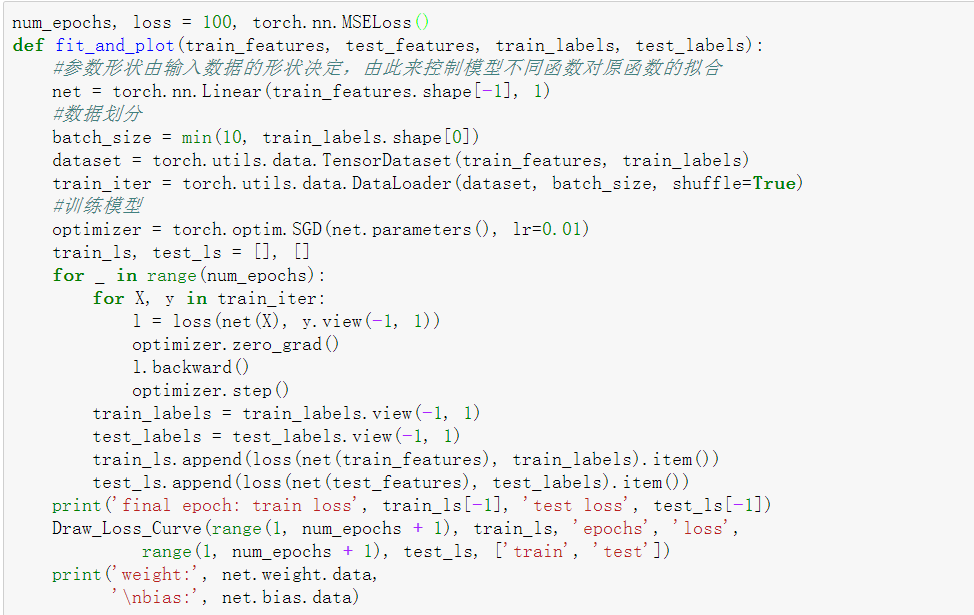 num_epochs, loss = 100, torch.nn.MSELoss()
def fit_and_plot(train_features, test_features, train_labels, test_labels):
    #参数形状由输入数据的形状决定，由此来控制模型不同函数对原函数的拟合
    net = torch.nn.Linear(train_features.shape[-1], 1)
    #数据划分
    batch_size = min(10, train_labels.shape[0])
    dataset = torch.utils.data.TensorDataset(train_features, train_labels)
    train_iter = torch.utils.data.DataLoader(dataset, batch_size, shuffle=True)
    #训练模型
    optimizer = torch.optim.SGD(net.parameters(), lr=0.01)
    train_ls, test_ls = [], []
    for _ in range(num_epochs):
        for X, y in train_iter:
            l = loss(net(X), y.view(-1, 1))
            optimizer.zero_grad()
            l.backward()
            optimizer.step()
        train_labels = train_labels.view(-1, 1)
        test_labels = test_labels.view(-1, 1)
        train_ls.append(loss(net(train_features), train_labels).item())
        test_ls.append(loss(net(test_features), test_labels).item())
    print('final epoch: train loss', train_ls[-1], 'test loss', test_ls[-1])
    Draw_Loss_Curve(range(1, num_epochs + 1), train_ls, 'epochs', 'loss',
             range(1, num_epochs + 1), test_ls, ['train', 'test'])
    print('weight:', net.weight.data,
          '\nbias:', net.bias.data)